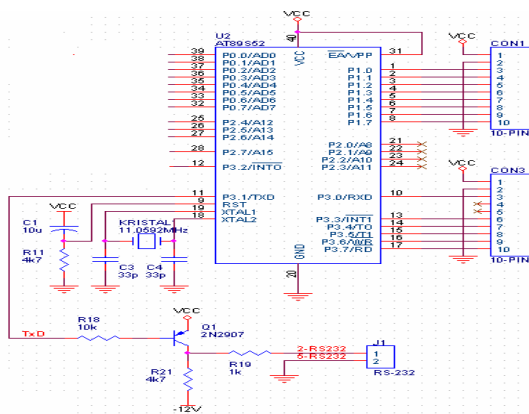 VCC
U2
AT89S52
VCC
CON1
39 P0.0/AD0
38 P0.1/AD1
37 P0.2/AD2
36 P0.3/AD3
35 P0.4/AD4
34 P0.5/AD5
33 P0.6/AD6
32 P0.7/AD7
25 P2.4/A12
26 P2.5/A13
27 P2.6/A14
28 P2.7/A15
12 P3.2/INTO
11 P3.1/TXD
9 RST
19 XTAL1
18 XTAL2
40
VCC
EA/VPP 31
P1.0 1
P1.1 2
P1.2 3
P1.3 4
P1.4 5
P1.5 6
P1.6 7
P1.7 8
P2.0/A8 21
P2.1/A9 22
P2.2/A10 23
P2.3/A11 24
P3.0/RXD 10
P3.3/INT1 13
P3.4/TO 14
P3.5/T1 15
P3.6/WR 16
P3.7/RD 17
GND
20
1
2
3
4
5
6
7
8
9
10
10-PIN
VCC
CON3
1
2
3
4
5
6
7
8
9
10
10-PIN
VCC
C1
10u
KRISTAL1
11.0592MHz
R11
4k7
C3
33p
C4
33p
VCC
R18
10k
TxD
Q1
2N2907
R21
4k7
-12V
R19
1k
2-RS232
5-RS232
J1
1
2
RS-232